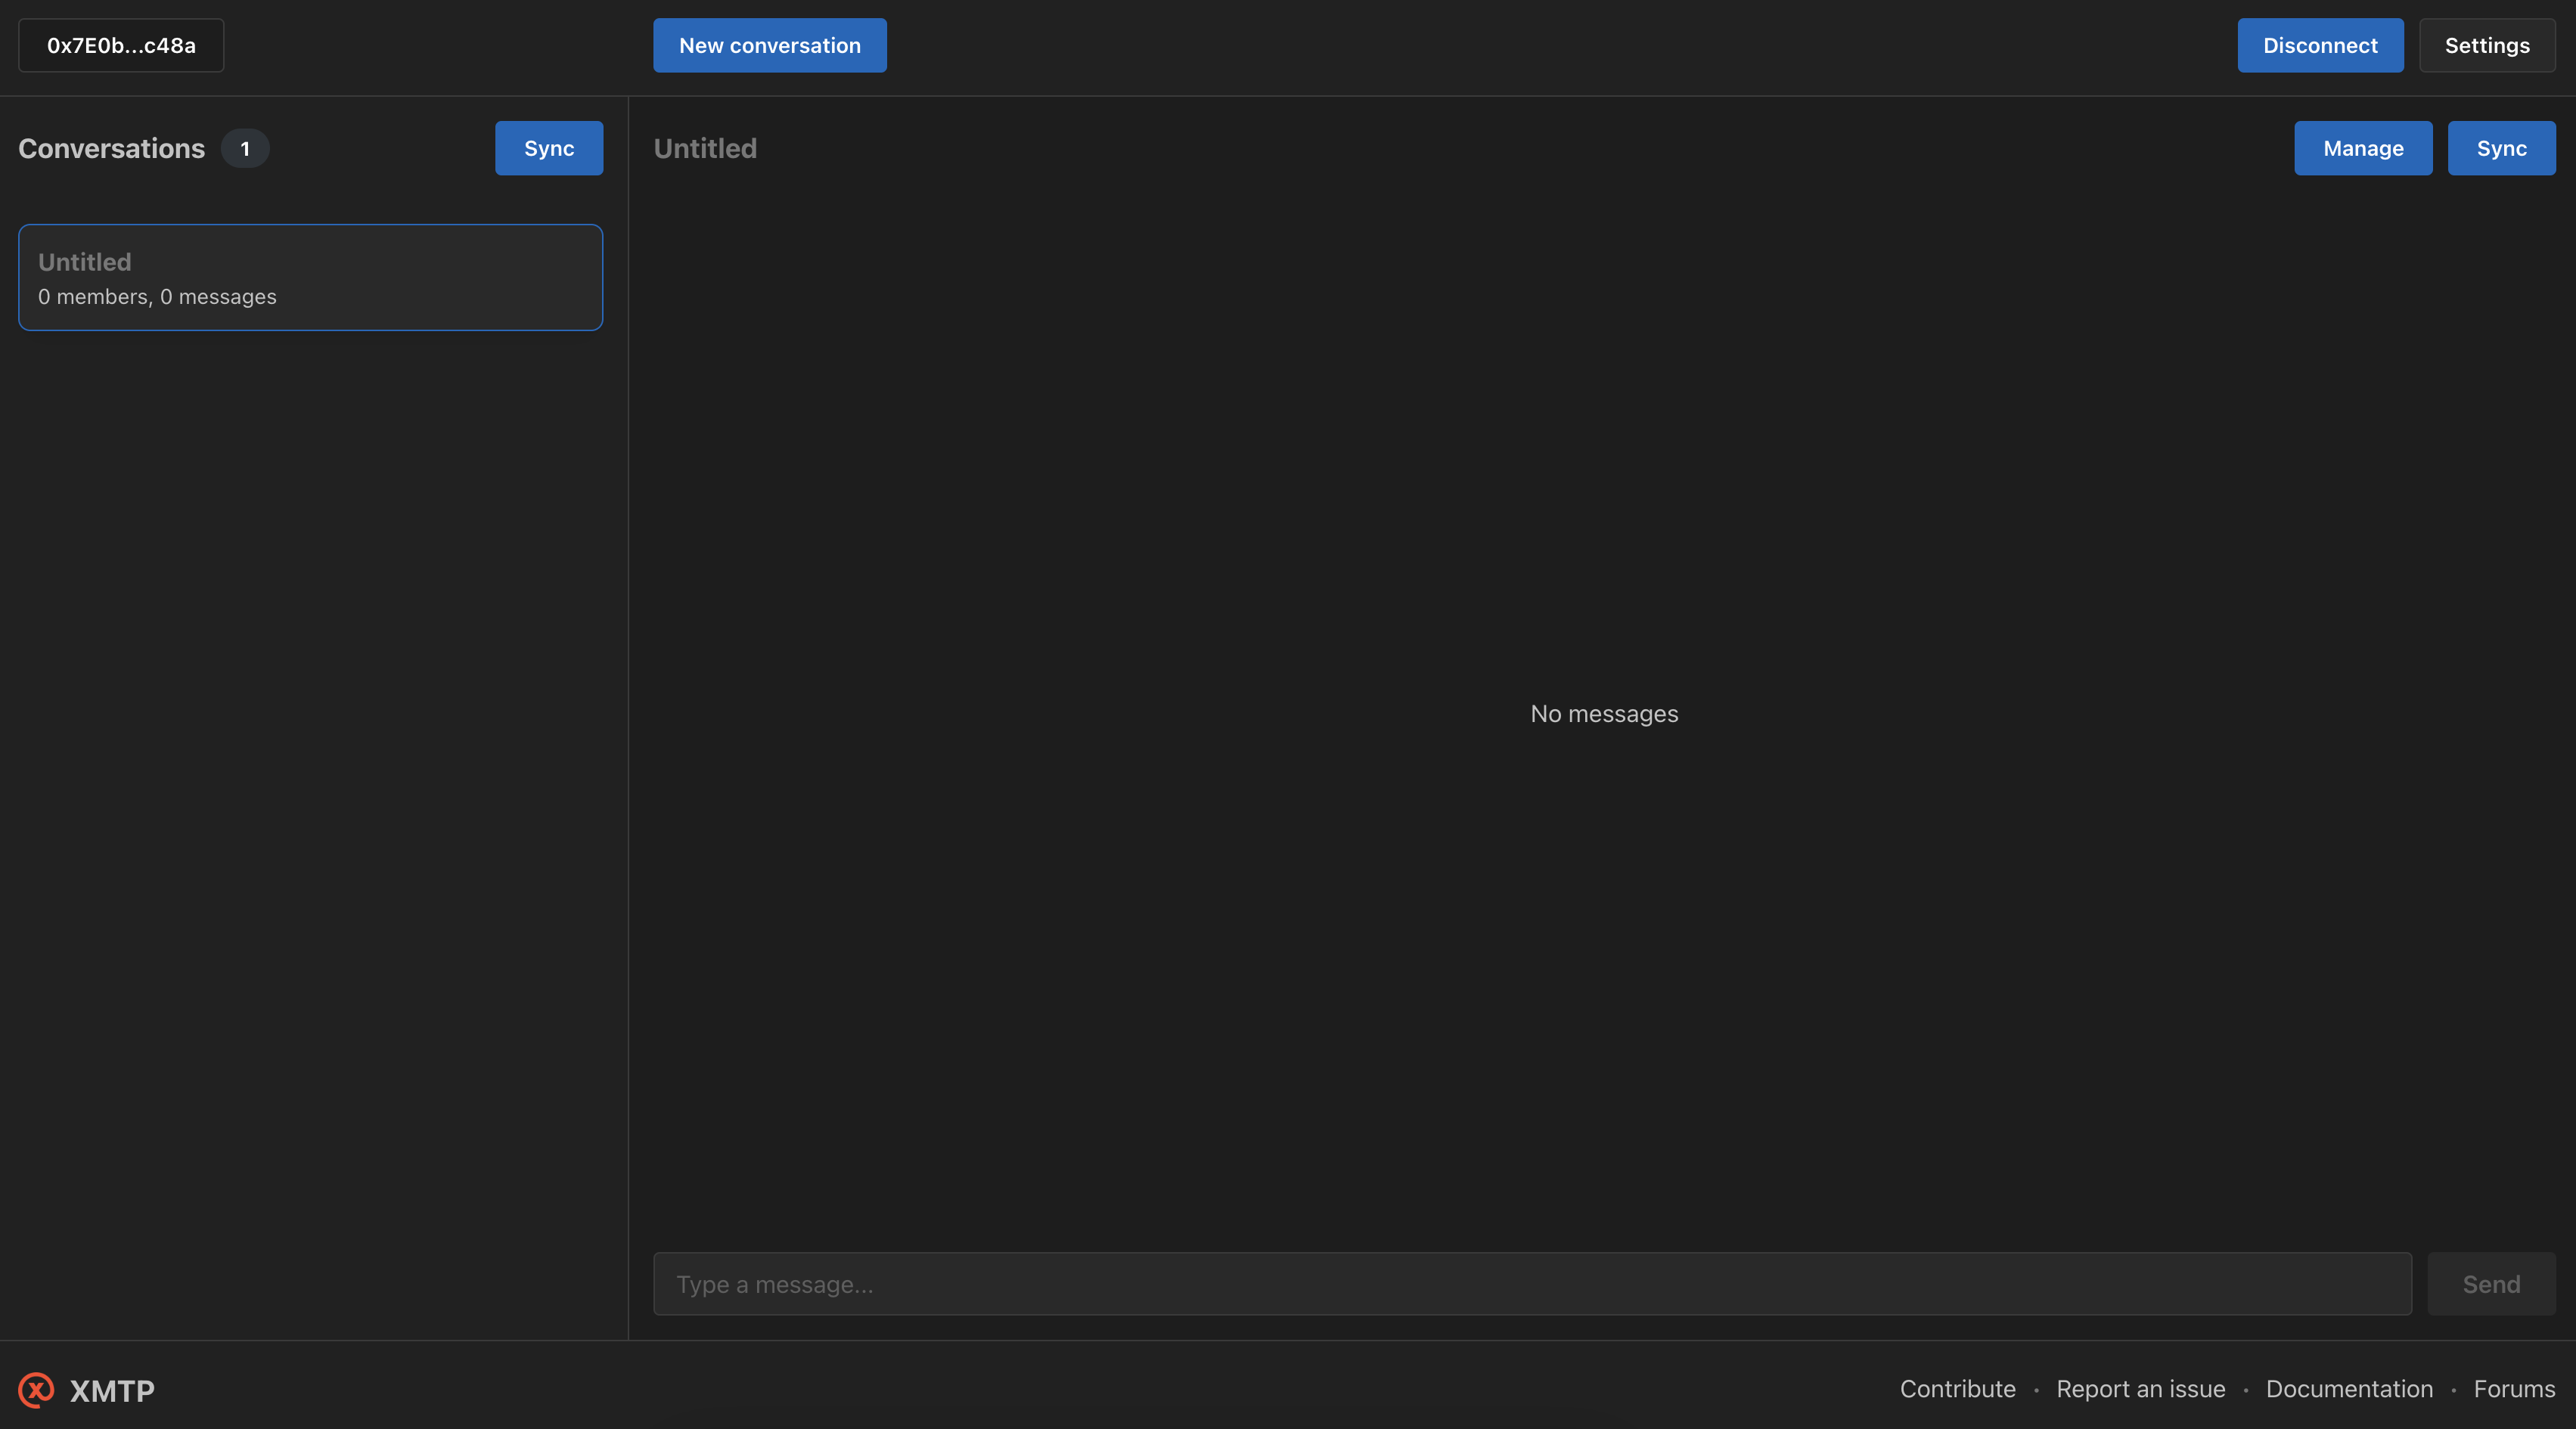 0x7E0b...c48a
New conversation
Disconnect
Settings
Conversations 1
Sync
Untitled
Manage
Sync
Untitled
0 members, 0 messages
No messages
Type a message...
Send
XMTP
Contribute · Report an issue · Documentation · Forums